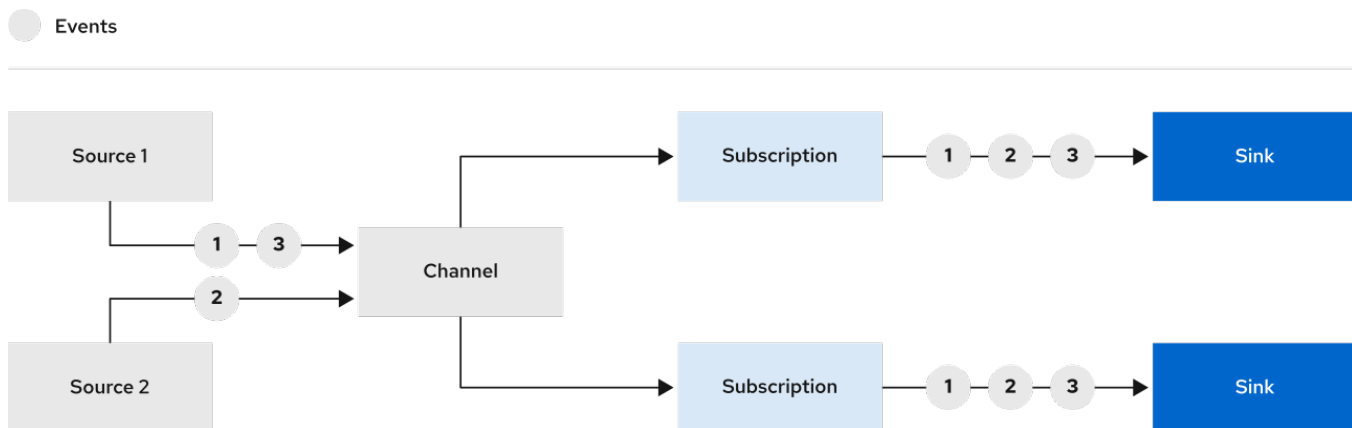 Events
Source 1
Subscription
1 2 3
Sink
1 3
Channel
2
Source 2
Subscription
1 2 3
Sink